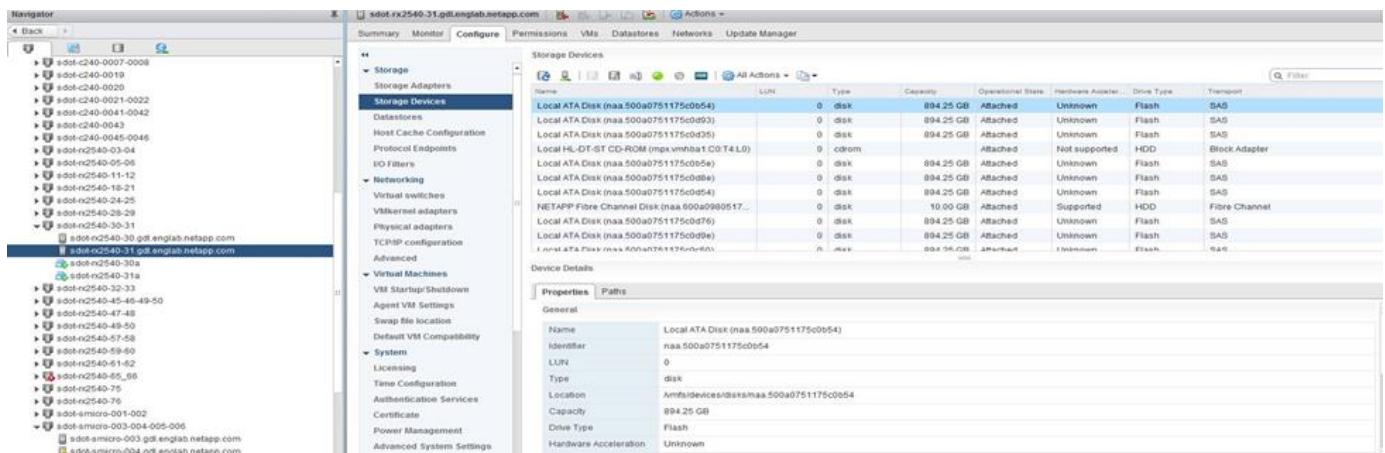 Navigator
Back
sdot-c240-0007-0008
sdot-c240-0019
sdot-c240-0020
sdot-c240-0021-0022
sdot-c240-0041-0042
sdot-c240-0043
sdot-c240-0045-0046
sdot-rx2540-03-04
sdot-rx2540-05-06
sdot-rx2540-11-12
sdot-rx2540-18-21
sdot-rx2540-24-25
sdot-rx2540-28-29
sdot-rx2540-30-31
sdot-rx2540-30.gdl.englab.netapp.com
sdot-rx2540-31.gdl.englab.netapp.com
sdot-rx2540-30a
sdot-rx2540-31a
sdot-rx2540-32-33
sdot-rx2540-45-46-49-50
sdot-rx2540-47-48
sdot-rx2540-49-50
sdot-rx2540-57-58
sdot-rx2540-59-60
sdot-rx2540-61-62
sdot-rx2540-65_66
sdot-rx2540-75
sdot-rx2540-76
sdot-smicro-001-002
sdot-smicro-003-004-005-006
sdot-smicro-003.gdl.englab.netapp.com
sdot-smicro-004.gdl.englab.netapp.com
sdot-rx2540-31.gdl.englab.netapp.com Actions
Summary Monitor Configure Permissions VMs Datastores Networks Update Manager
Storage
Storage Adapters
Storage Devices
Datastores
Host Cache Configuration
Protocol Endpoints
I/O Filters
Networking
Virtual switches
VMkernel adapters
Physical adapters
TCP/IP configuration
Advanced
Virtual Machines
VM Startup/Shutdown
Agent VM Settings
Swap file location
Default VM Compatibility
System
Licensing
Time Configuration
Authentication Services
Certificate
Power Management
Advanced System Settings
Storage Devices
All Actions Filter
Name LUN Type Capacity Operational State Hardware Acceler... Drive Type Transport
Local ATA Disk (naa.500a0751175c0b54) 0 disk 894.25 GB Attached Unknown Flash SAS
Local ATA Disk (naa.500a0751175c0d93) 0 disk 894.25 GB Attached Unknown Flash SAS
Local ATA Disk (naa.500a0751175c0d35) 0 disk 894.25 GB Attached Unknown Flash SAS
Local HL-DT-ST CD-ROM (mpx.vmhba1:C0:T4:L0) 0 cdrom Attached Not supported HDD Block Adapter
Local ATA Disk (naa.500a0751175c0b5e) 0 disk 894.25 GB Attached Unknown Flash SAS
Local ATA Disk (naa.500a0751175c0d8e) 0 disk 894.25 GB Attached Unknown Flash SAS
Local ATA Disk (naa.500a0751175c0d54) 0 disk 894.25 GB Attached Unknown Flash SAS
NETAPP Fibre Channel Disk (naa.600a0980517... 0 disk 10.00 GB Attached Supported HDD Fibre Channel
Local ATA Disk (naa.500a0751175c0d76) 0 disk 894.25 GB Attached Unknown Flash SAS
Local ATA Disk (naa.500a0751175c0d9e) 0 disk 894.25 GB Attached Unknown Flash SAS
Local ATA Disk 0 disk 894.25 GB Attached Unknown Flash SAS
Device Details
Properties Paths
General
Name Local ATA Disk (naa.500a0751175c0b54)
Identifier naa.500a0751175c0b54
LUN 0
Type disk
Location /vmfs/devices/disks/naa.500a0751175c0b54
Capacity 894.25 GB
Drive Type Flash
Hardware Acceleration Unknown